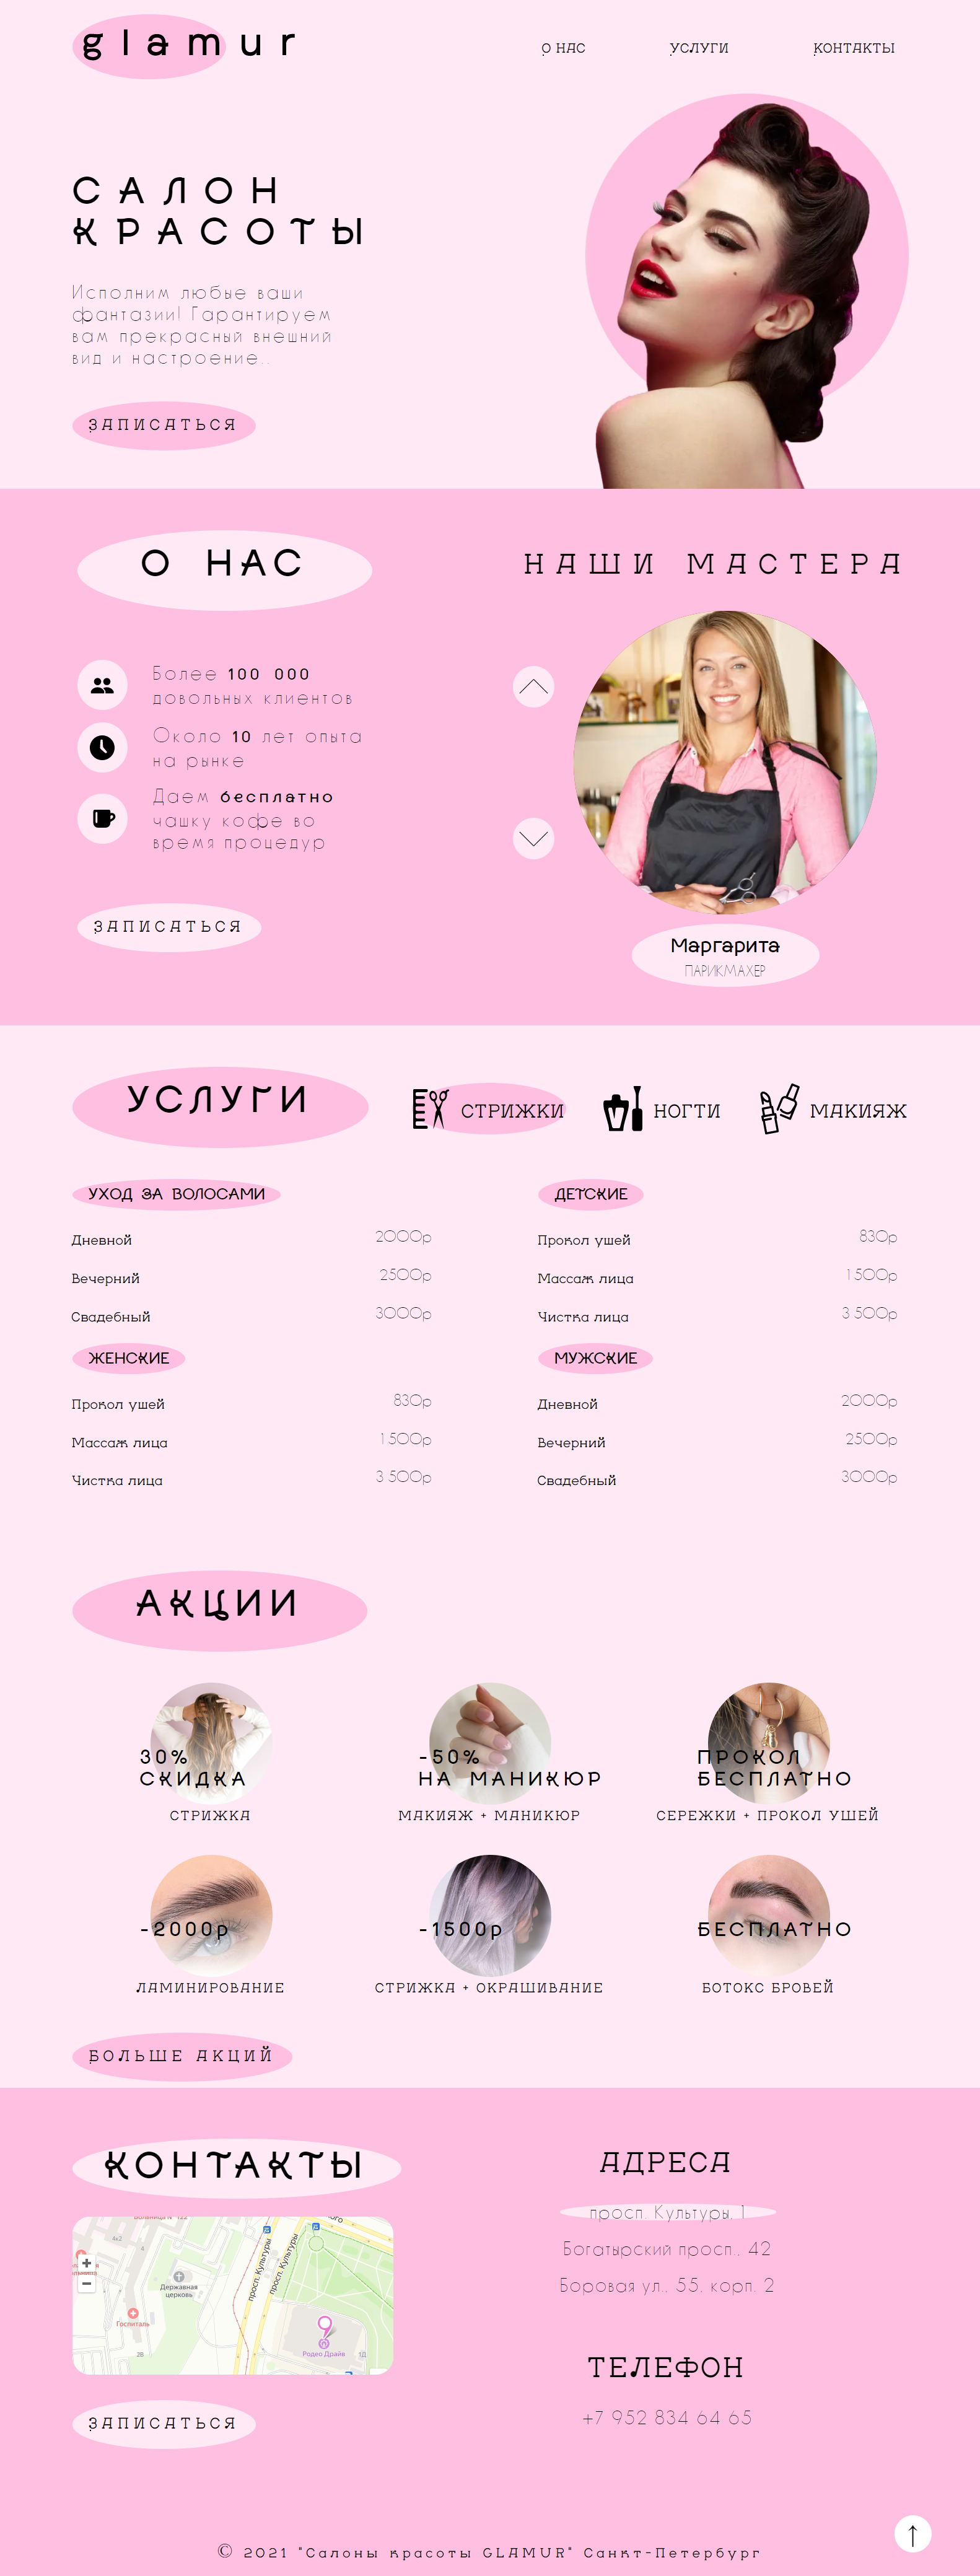 glamur
О НАС
УСЛУГИ
КОНТАКТЫ
САЛОН
КРАСОТЫ
Исполним любые ваши
фантазии! Гарантируем
вам прекрасный внешний
вид и настроение..
ЗАПИСАТЬСЯ
О НАС
Более 100 000
довольных клиентов
Около 10 лет опыта
на рынке
Даем бесплатно
чашку кофе во
время процедур
ЗАПИСАТЬСЯ
НАШИ МАСТЕРА
Маргарита
ПАРИКМАХЕР
УСЛУГИ
СТРИЖКИ
НОГТИ
МАКИЯЖ
УХОД ЗА ВОЛОСАМИ
Дневной 2000р
Вечерний 2500р
Свадебный 3000р
ДЕТСКИЕ
Прокол ушей 830р
Массаж лица 1500р
Чистка лица 3 500р
ЖЕНСКИЕ
Прокол ушей 830р
Массаж лица 1500р
Чистка лица 3 500р
МУЖСКИЕ
Дневной 2000р
Вечерний 2500р
Свадебный 3000р
АКЦИИ
30%
СКИДКА
СТРИЖКА
-50%
НА МАНИКЮР
МАКИЯЖ + МАНИКЮР
ПРОКОЛ
БЕСПЛАТНО
СЕРЕЖКИ + ПРОКОЛ УШЕЙ
-2000р
ЛАМИНИРОВАНИЕ
-1500р
СТРИЖКА + ОКРАШИВАНИЕ
БЕСПЛАТНО
БОТОКС БРОВЕЙ
БОЛЬШЕ АКЦИЙ
КОНТАКТЫ
4к2
просп. Культуры
просп. Культуры
Державная
церковь
Госпиталь
2В
Родео Драйв
1Д
ЗАПИСАТЬСЯ
АДРЕСА
просп. Культуры, 1
Богатырский просп., 42
Боровая ул., 55, корп. 2
ТЕЛЕФОН
+7 952 834 64 65
© 2021 "Салоны красоты GLAMUR" Санкт-Петербург